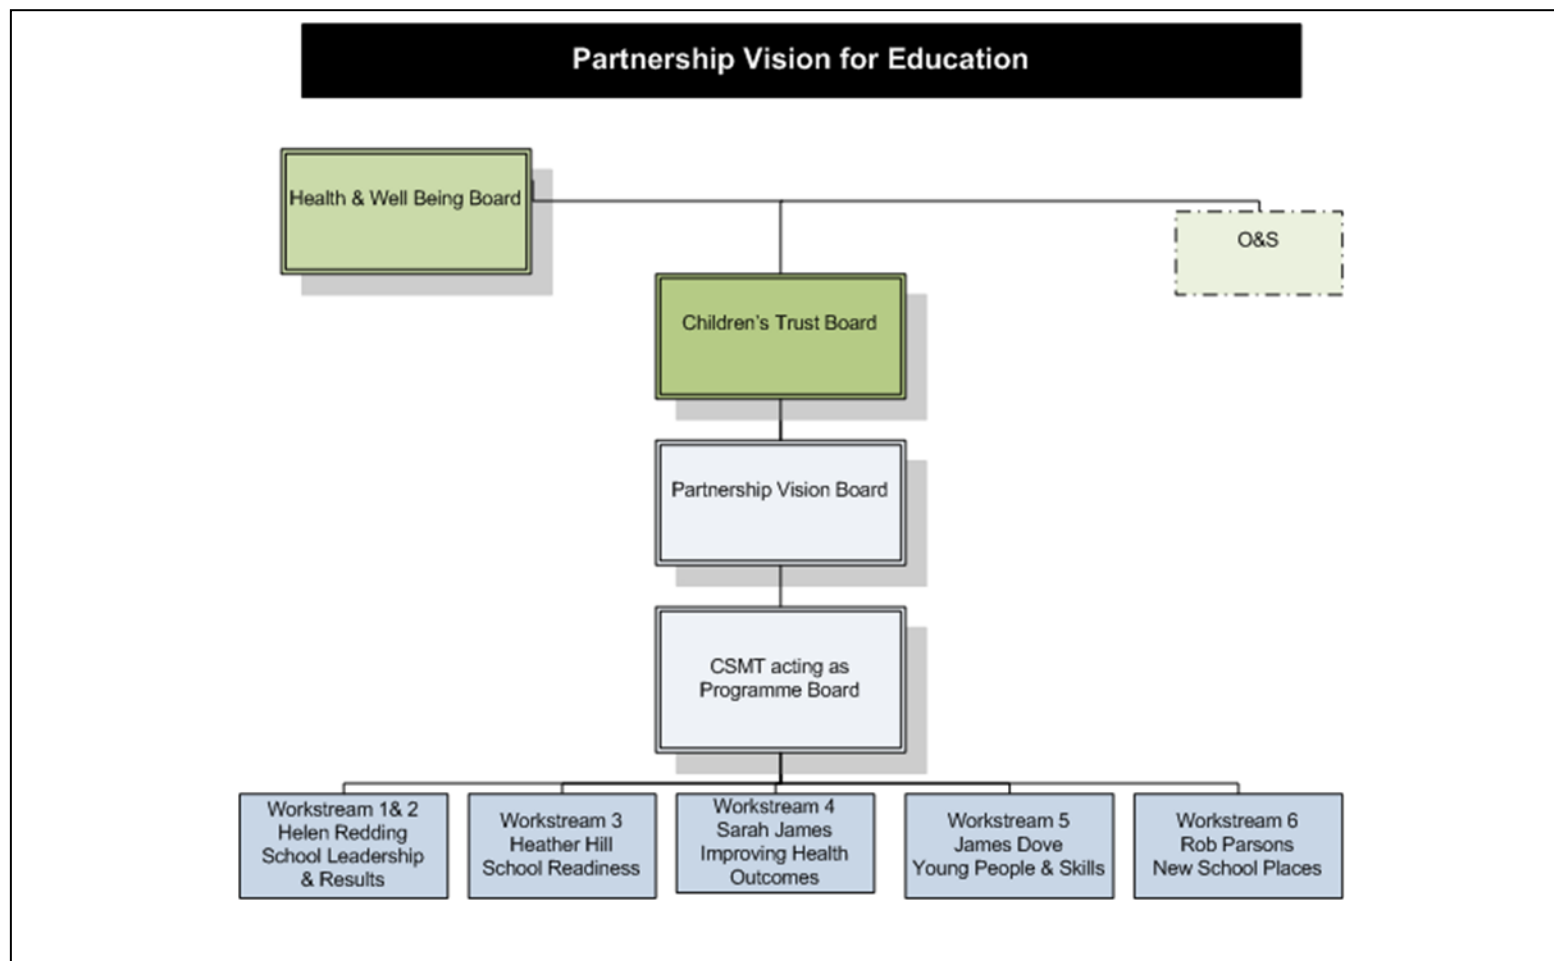 Partnership Vision for Education
Health & Well Being Board
O&S
Children's Trust Board
Partnership Vision Board
CSMT acting as
Programme Board
Workstream 1& 2
Helen Redding
School Leadership
& Results
Workstream 3
Heather Hill
School Readiness
Workstream 4
Sarah James
Improving Health
Outcomes
Workstream 5
James Dove
Young People & Skills
Workstream 6
Rob Parsons
New School Places